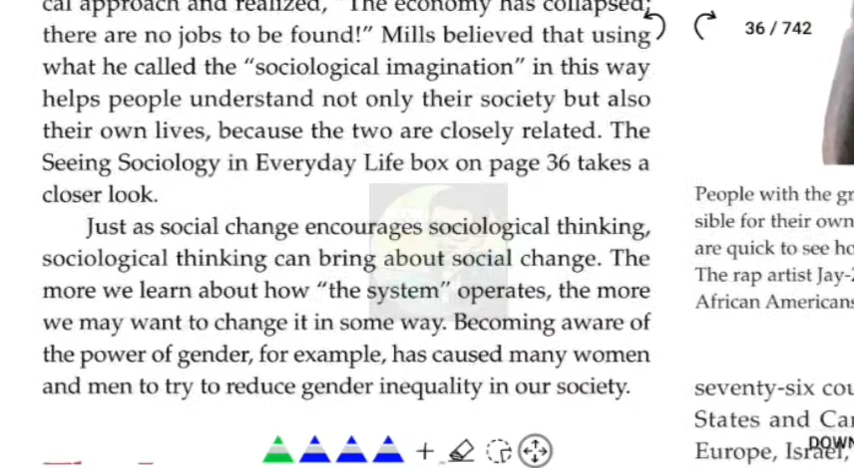 cal approach and realized, "The economy has collapsed;
there are no jobs to be found!" Mills believed that using
what he called the "sociological imagination" in this way
helps people understand not only their society but also
their own lives, because the two are closely related. The
Seeing Sociology in Everyday Life box on page 36 takes a
closer look.
Just as social change encourages sociological thinking,
sociological thinking can bring about social change. The
more we learn about how "the system" operates, the more
we may want to change it in some way. Becoming aware of
the power of gender, for example, has caused many women
and men to try to reduce gender inequality in our society.
36 / 742
People with the gr
sible for their own
are quick to see ho
The rap artist Jay-
African Americans
seventy-six cou
States and Ca
Europe, Israel,
DOWN